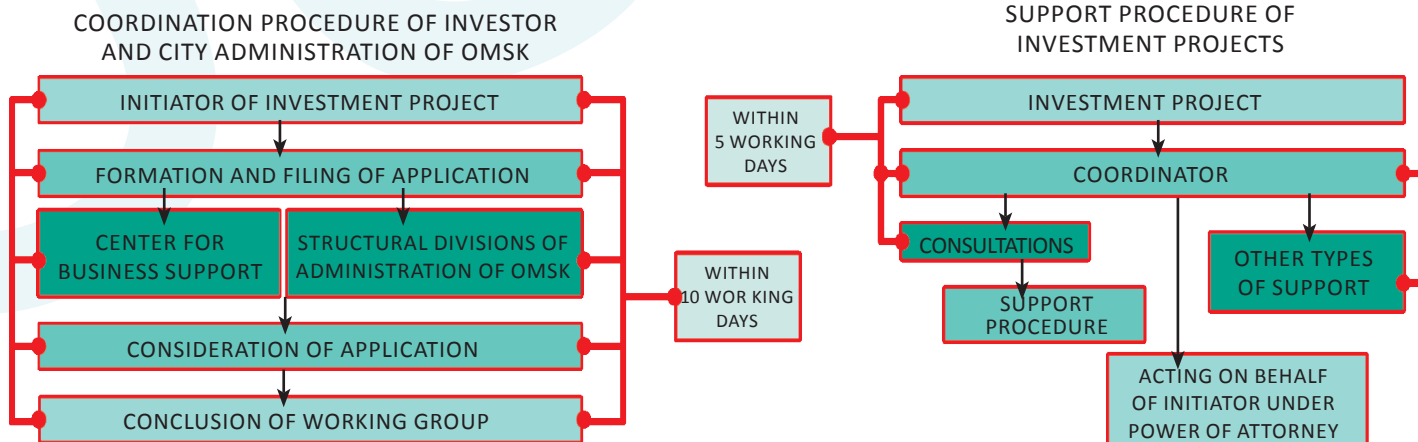 COORDINATION PROCEDURE OF INVESTOR
AND CITY ADMINISTRATION OF OMSK
INITIATOR OF INVESTMENT PROJECT
FORMATION AND FILING OF APPLICATION
CENTER FOR
BUSINESS SUPPORT
STRUCTURAL DIVISIONS OF
ADMINISTRATION OF OMSK
CONSIDERATION OF APPLICATION
CONCLUSION OF WORKING GROUP
WITHIN
10 WOR KING
DAYS
SUPPORT PROCEDURE OF
INVESTMENT PROJECTS
WITHIN
5 WORKING
DAYS
INVESTMENT PROJECT
COORDINATOR
CONSULTATIONS
SUPPORT
PROCEDURE
OTHER TYPES
OF SUPPORT
ACTING ON BEHALF
OF INITIATOR UNDER
POWER OF ATTORNEY